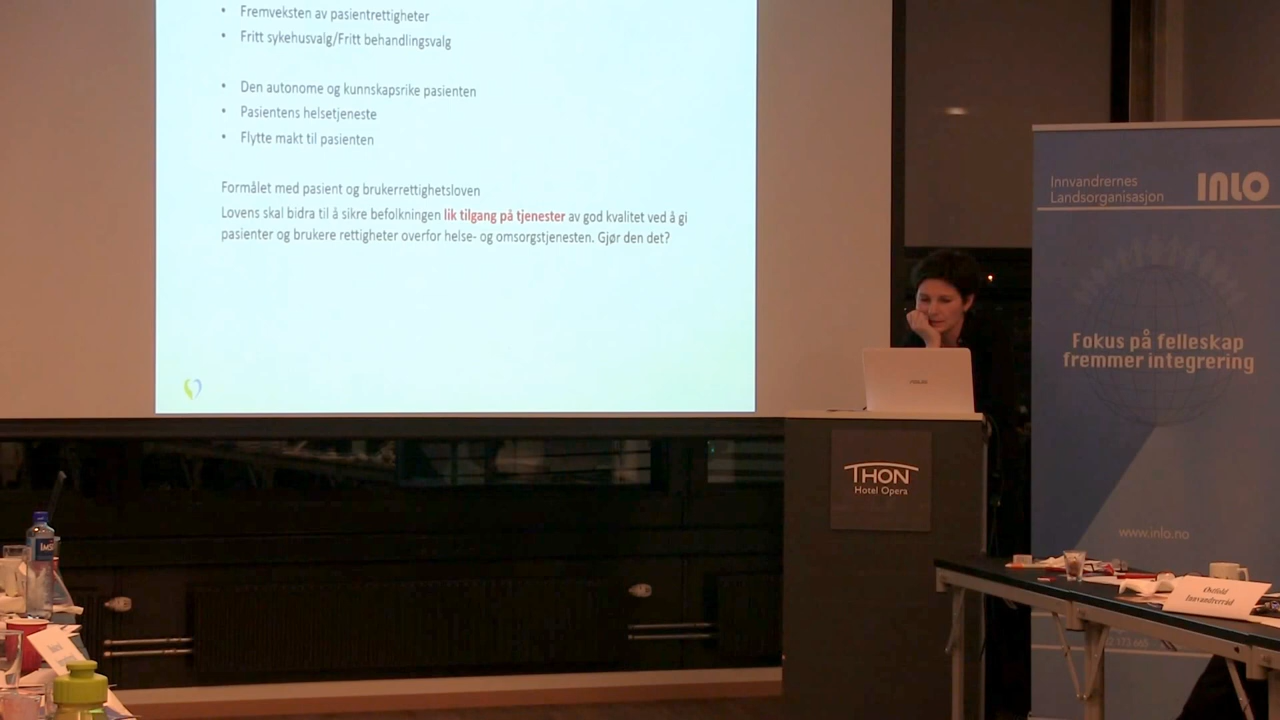 • Fremveksten av pasientrettigheter
• Fritt sykehusvalg/Fritt behandlingsvalg
• Den autonome og kunnskapsrike pasienten
• Pasientens helsetjeneste
• Flytte makt til pasienten
Formålet med pasient og brukerrettighetsloven
Lovens skal bidra til å sikre befolkningen lik tilgang på tjenester av god kvalitet ved å gi
pasienter og brukere rettigheter overfor helse- og omsorgstjenesten. Gjør den det?
Innvandrernes
Landsorganisasjon
INLO
Fokus på felleskap
fremmer integrering
www.inlo.no
ASUS
THON
Hotel Opera
Østfold
Innvandrerråd